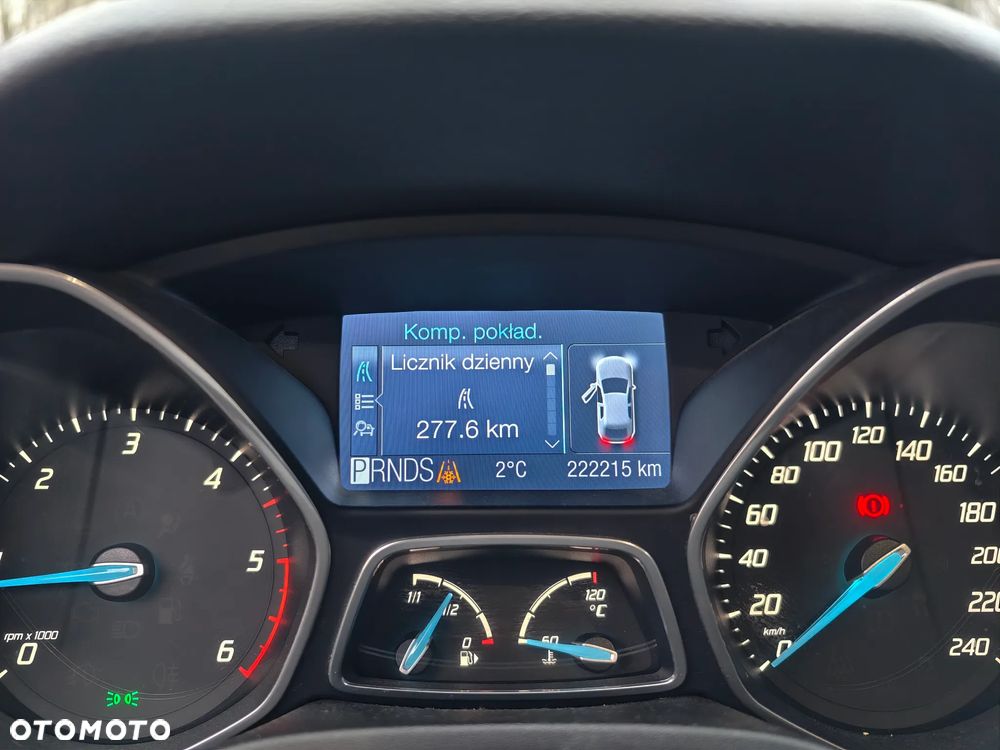 Komp. pokład.
Licznik dzienny
277.6 km
PRNDS 2°C 222215 km
2 3 4 5 6
rpm x 1000
0
1/1 1/2 0
120
°C
60
0 20 40 60 80 100 120 140 160 180 200 220 240
km/h
OTOMOTO